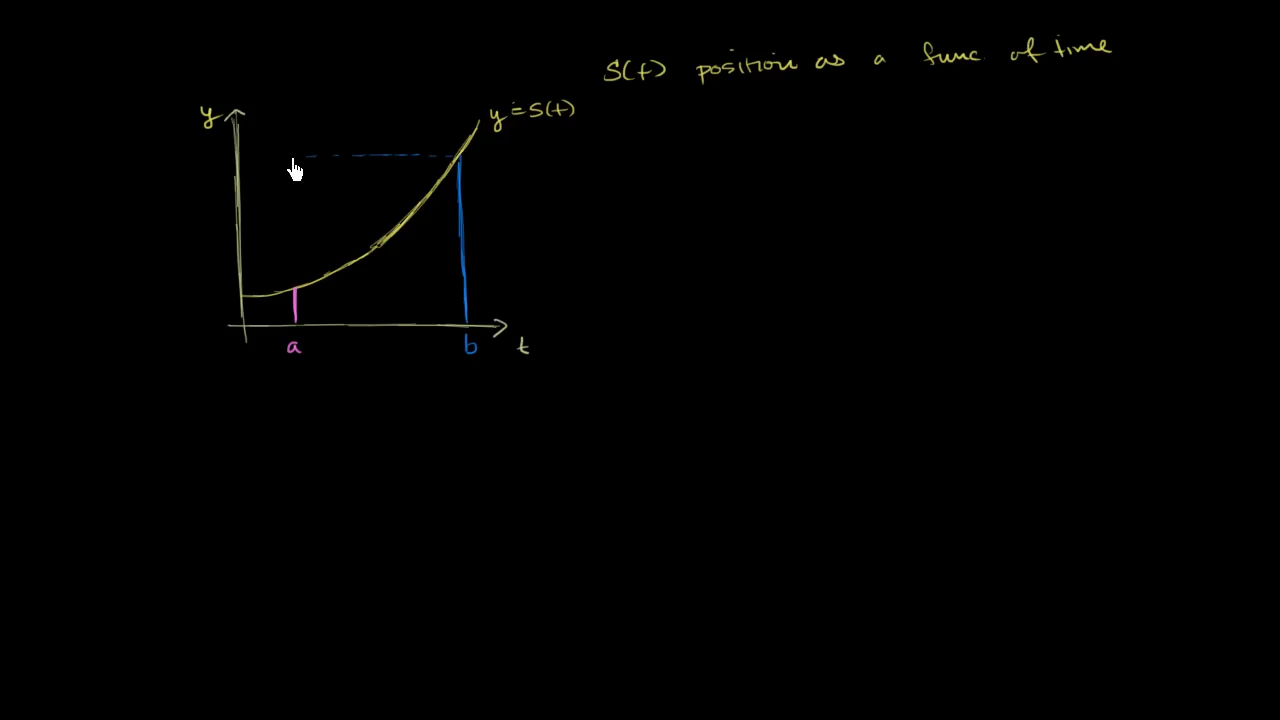 S(t) position as a func. of time
y = S(t)
y
a
b
t